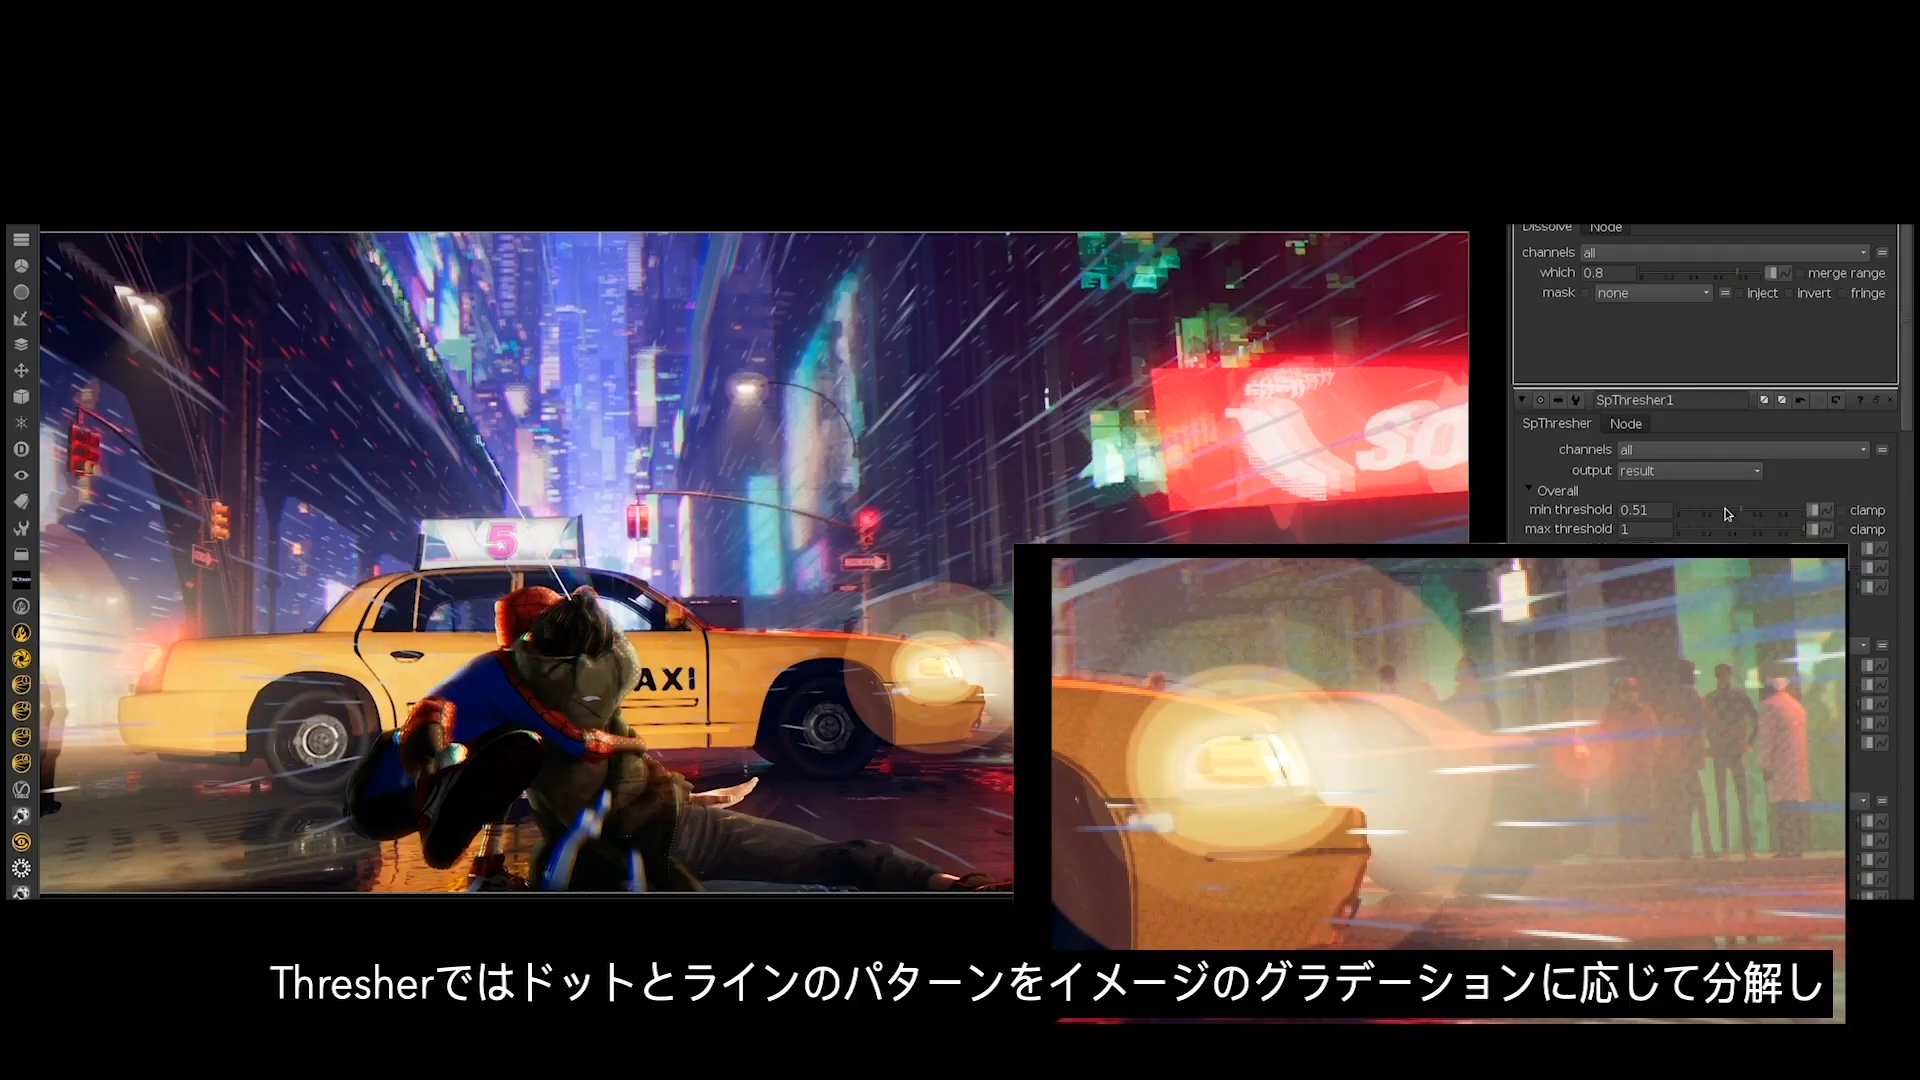 Dissolve Node
channels all
which 0.8 merge range
mask none inject invert fringe
SpThresher1
SpThresher Node
channels all
output result
Overall
min threshold 0.51 clamp
max threshold 1 clamp
5
AXI
so
Thresherではドットとラインのパターンをイメージのグラデーションに応じて分解し